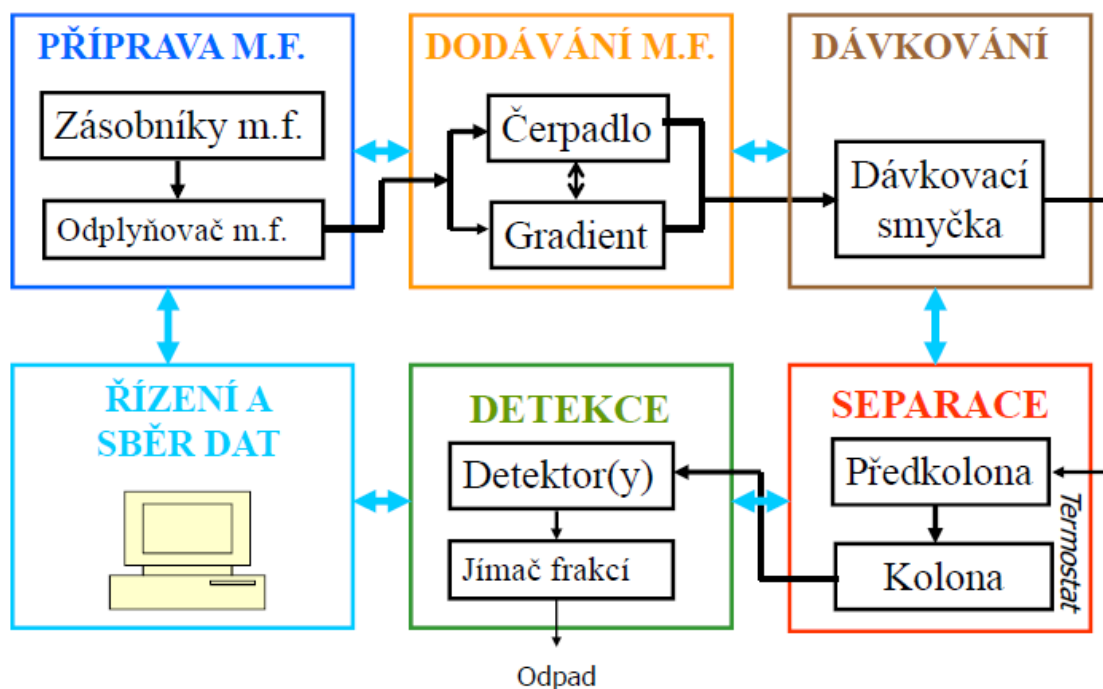 PŘÍPRAVA M.F.
Zásobníky m.f.
Odplyňovač m.f.
DODÁVÁNÍ M.F.
Čerpadlo
Gradient
DÁVKOVÁNÍ
Dávkovací
smyčka
ŘÍZENÍ A
SBĚR DAT
DETEKCE
Detektor(y)
Jímač frakcí
Odpad
SEPARACE
Předkolona
Kolona
Termostat